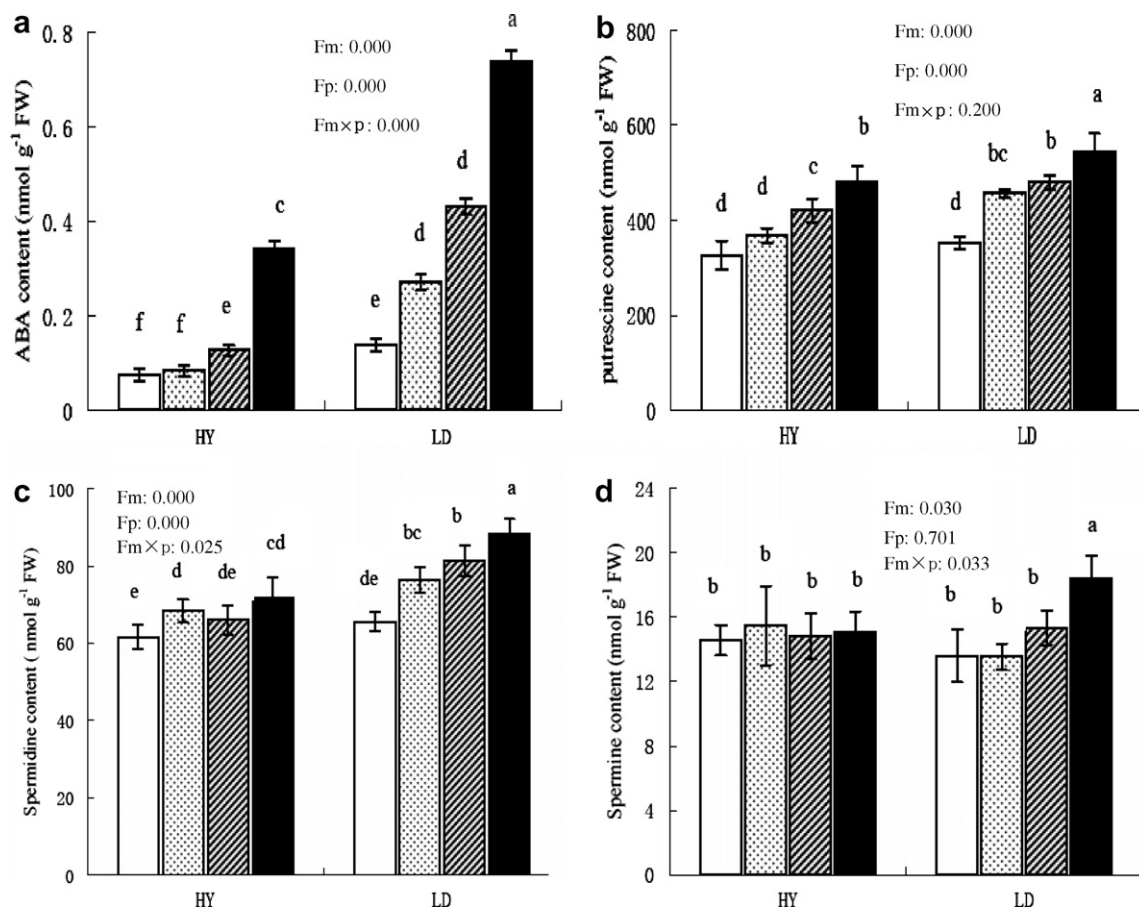 a
ABA content (nmol g⁻¹ FW)
0.8
0.6
0.4
0.2
0
Fm: 0.000
Fp: 0.000
Fm×p: 0.000
f
f
e
c
e
d
d
a
HY
LD
b
putrescine content (nmol g⁻¹ FW)
800
600
400
200
0
Fm: 0.000
Fp: 0.000
Fm×p: 0.200
d
d
c
b
d
bc
b
a
HY
LD
c
Spermidine content ( nmol g⁻¹ FW)
100
80
60
40
20
0
Fm: 0.000
Fp: 0.000
Fm×p: 0.025
e
d
de
cd
de
bc
b
a
HY
LD
d
Spermine content (nmol g⁻¹ FW)
24
20
16
12
8
4
0
Fm: 0.030
Fp: 0.701
Fm×p: 0.033
b
b
b
b
b
b
b
a
HY
LD